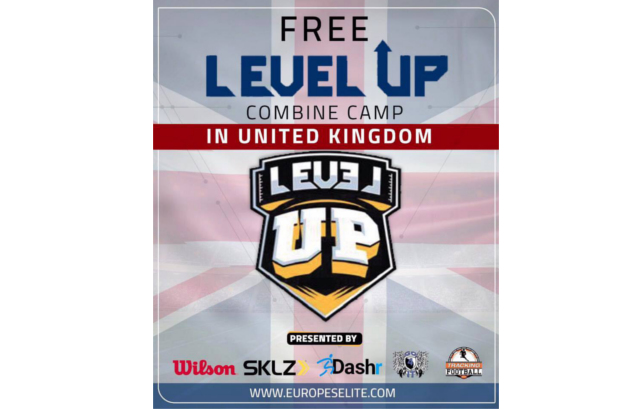 FREE
LEVEL UP
COMBINE CAMP
IN UNITED KINGDOM
LEVEL
UP
PRESENTED BY
Wilson SKLZ Dashr TRACKING FOOTBALL
WWW.EUROPESELITE.COM